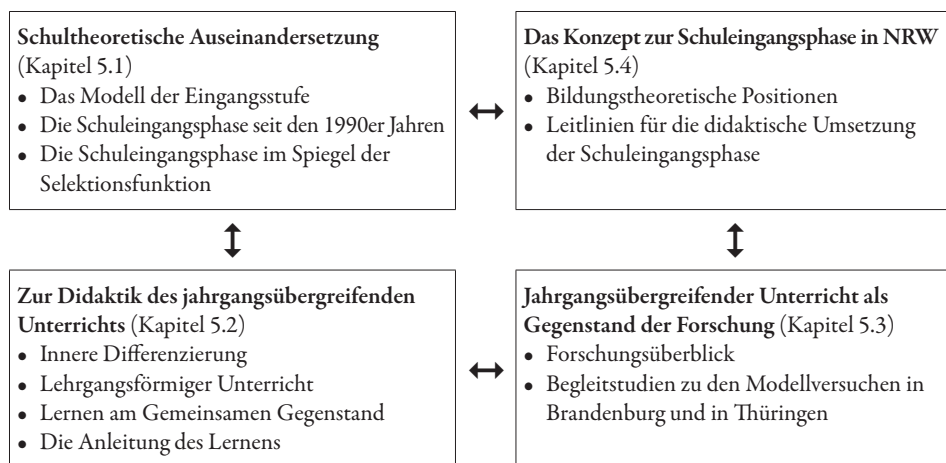 Schultheoretische Auseinandersetzung
(Kapitel 5.1)
• Das Modell der Eingangsstufe
• Die Schuleingangsphase seit den 1990er Jahren
• Die Schuleingangsphase im Spiegel der
Selektionsfunktion
Das Konzept zur Schuleingangsphase in NRW
(Kapitel 5.4)
• Bildungstheoretische Positionen
• Leitlinien für die didaktische Umsetzung
der Schuleingangsphase
Zur Didaktik des jahrgangsübergreifenden
Unterrichts (Kapitel 5.2)
• Innere Differenzierung
• Lehrgangsförmiger Unterricht
• Lernen am Gemeinsamen Gegenstand
• Die Anleitung des Lernens
Jahrgangsübergreifender Unterricht als
Gegenstand der Forschung (Kapitel 5.3)
• Forschungsüberblick
• Begleitstudien zu den Modellversuchen in
Brandenburg und in Thüringen